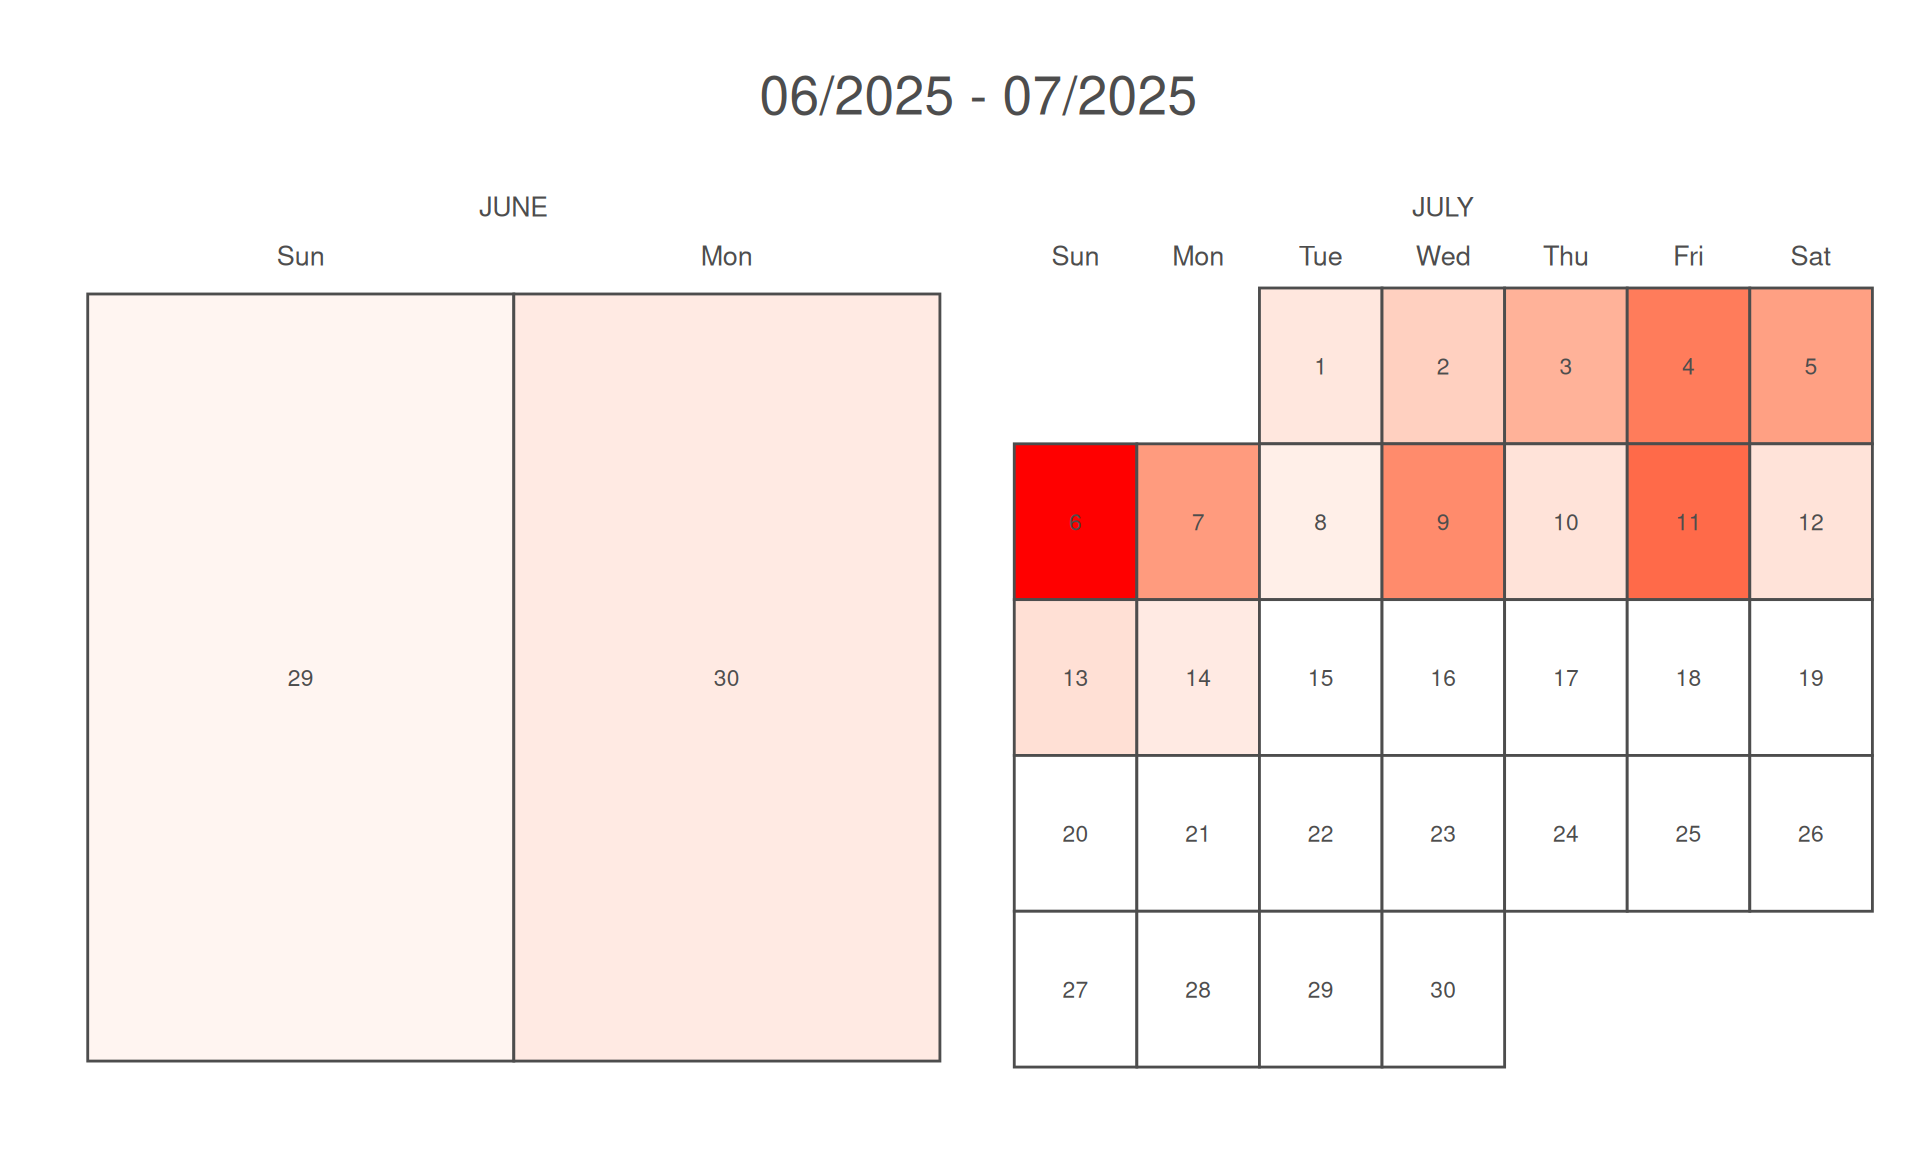 06/2025 - 07/2025
JUNE
Sun Mon
29 30
JULY
Sun Mon Tue Wed Thu Fri Sat
1 2 3 4 5
6 7 8 9 10 11 12
13 14 15 16 17 18 19
20 21 22 23 24 25 26
27 28 29 30